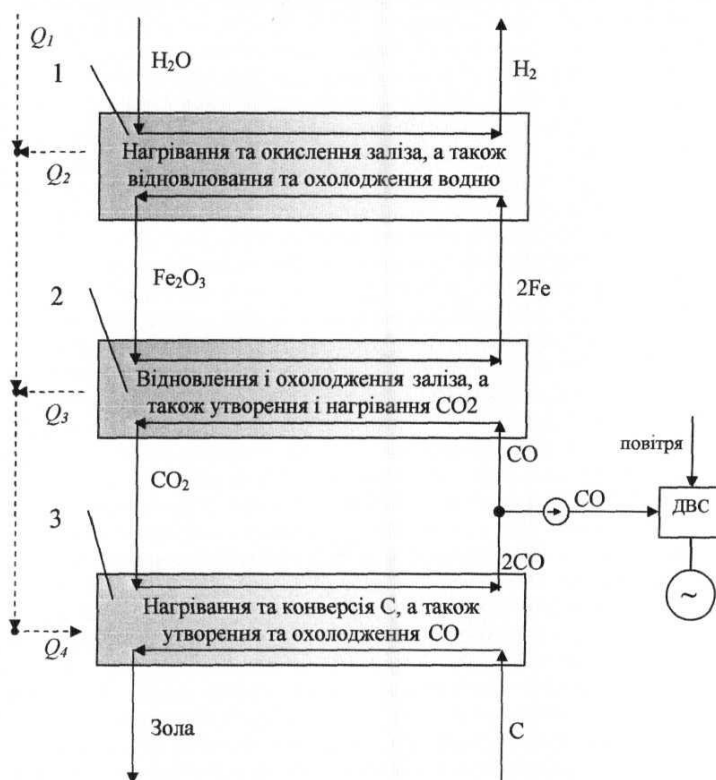 Q₁
1
H₂O
H₂
Нагрівання та окислення заліза, а також
відновлювання та охолодження водню
Q₂
Fe₂O₃
2Fe
2
Відновлення і охолодження заліза, а
також утворення і нагрівання CO2
Q₃
CO
CO₂
повітря
CO
ДВС
3
2CO
~
Нагрівання та конверсія С, а також
утворення та охолодження СО
Q₄
Зола
C